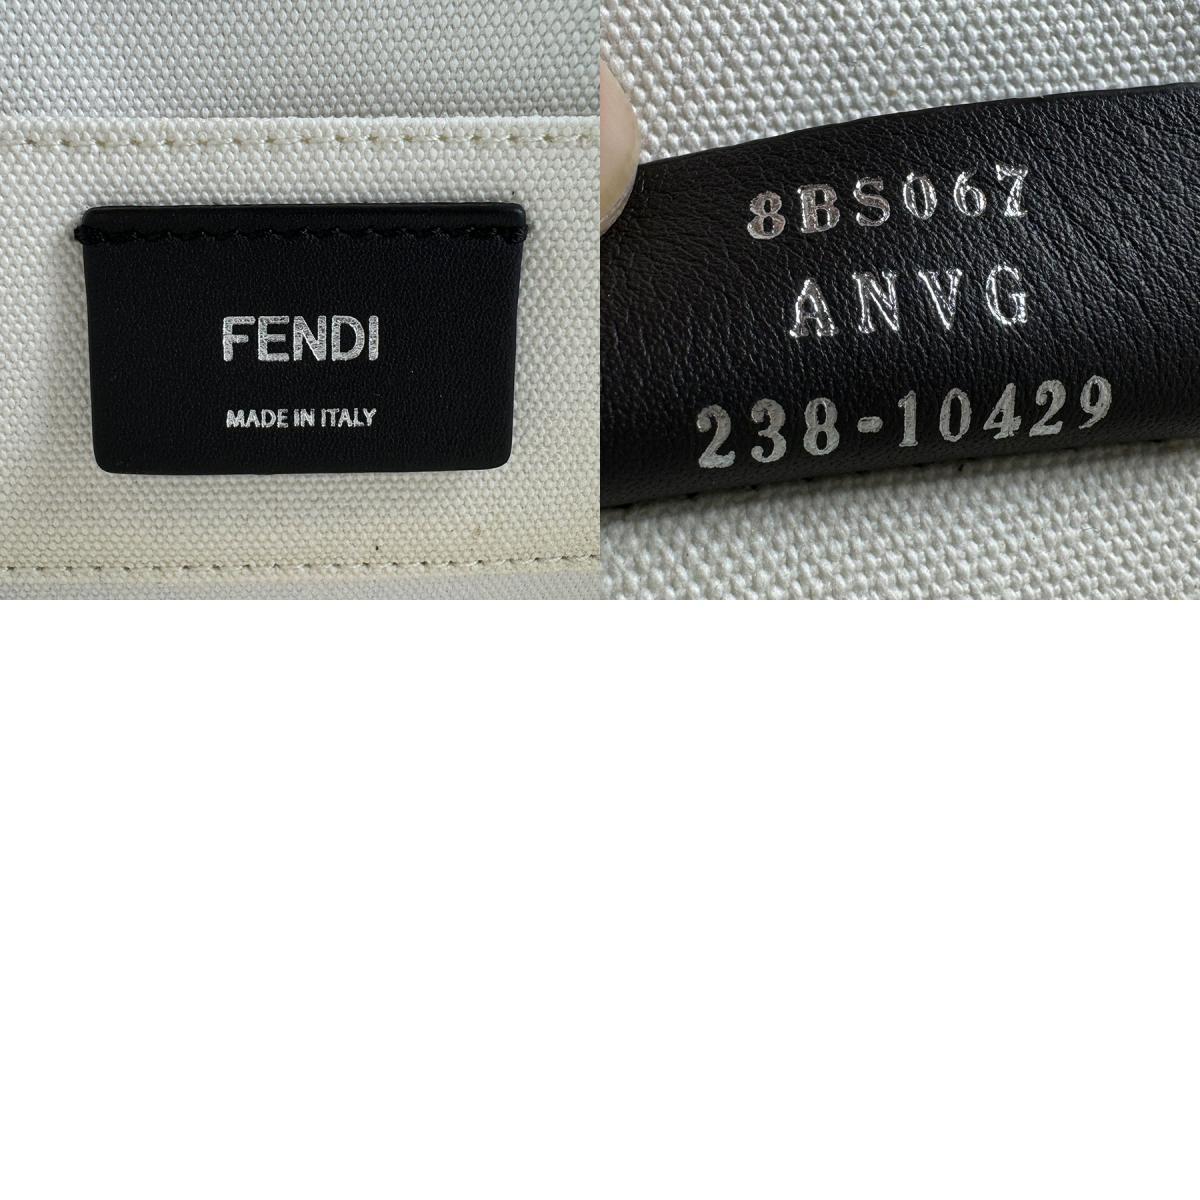 FENDI
MADE IN ITALY
8BS067
ANVG
238-10429